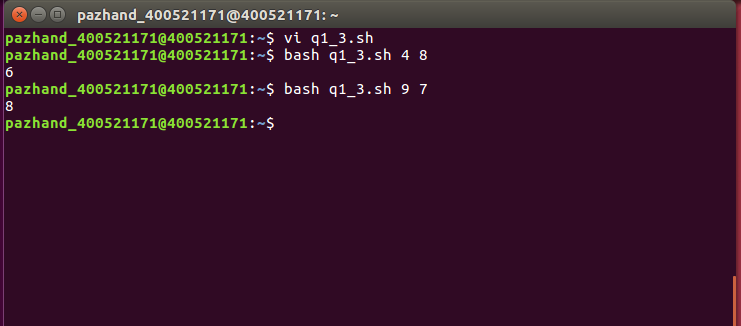 pazhand_400521171@400521171: ~
pazhand_400521171@400521171:~$ vi q1_3.sh
pazhand_400521171@400521171:~$ bash q1_3.sh 4 8
6
pazhand_400521171@400521171:~$ bash q1_3.sh 9 7
8
pazhand_400521171@400521171:~$